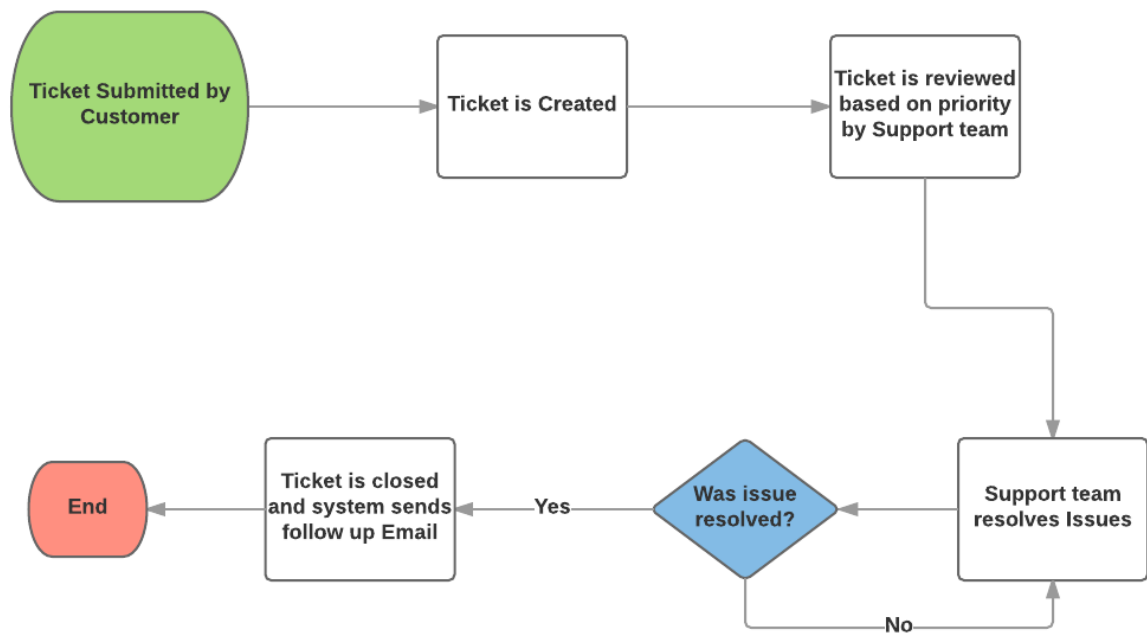 Ticket Submitted by
Customer
Ticket is Created
Ticket is reviewed
based on priority
by Support team
Support team
resolves Issues
Was issue
resolved?
Yes
No
Ticket is closed
and system sends
follow up Email
End